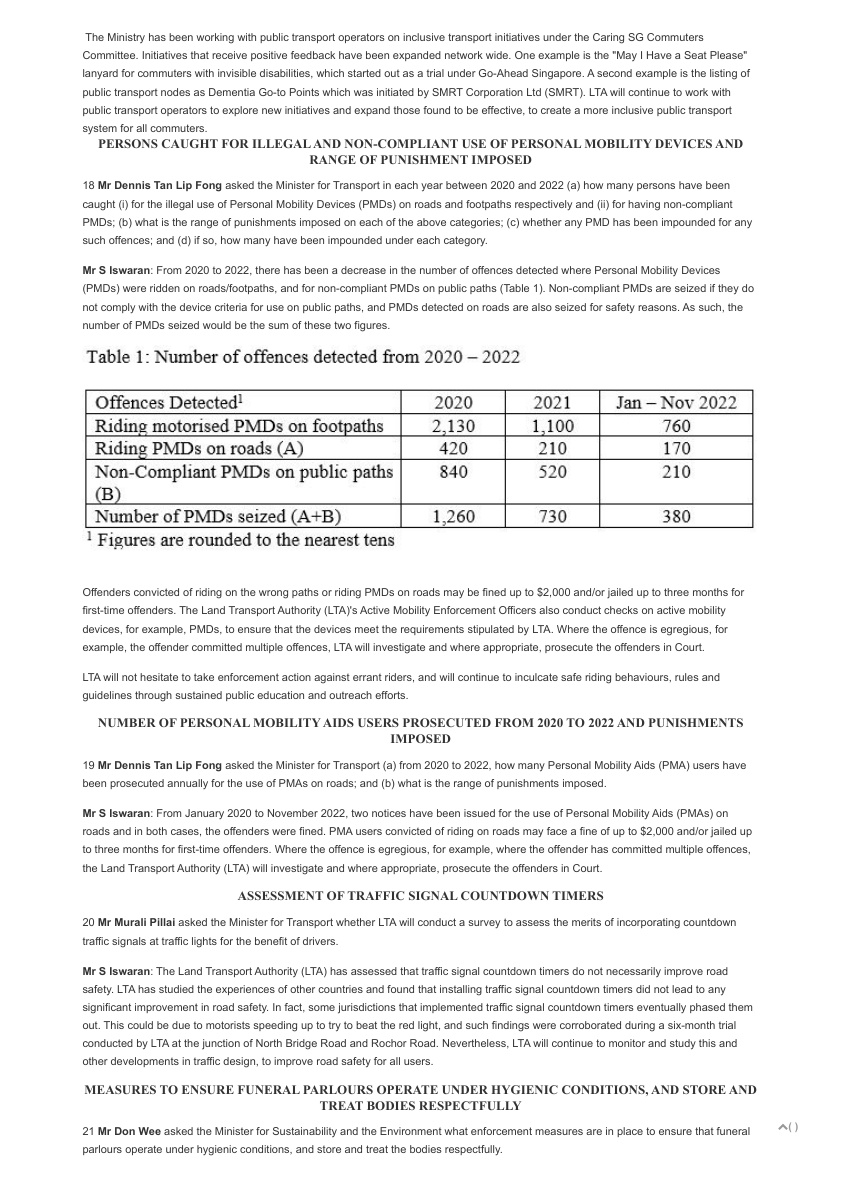 The Ministry has been working with public transport operators on inclusive transport initiatives under the Caring SG Commuters
Committee. Initiatives that receive positive feedback have been expanded network wide. One example is the "May I Have a Seat Please"
lanyard for commuters with invisible disabilities, which started out as a trial under Go-Ahead Singapore. A second example is the listing of
public transport nodes as Dementia Go-to Points which was initiated by SMRT Corporation Ltd (SMRT). LTA will continue to work with
public transport operators to explore new initiatives and expand those found to be effective, to create a more inclusive public transport
system for all commuters.
PERSONS CAUGHT FOR ILLEGAL AND NON-COMPLIANT USE OF PERSONAL MOBILITY DEVICES AND
RANGE OF PUNISHMENT IMPOSED
18 Mr Dennis Tan Lip Fong asked the Minister for Transport in each year between 2020 and 2022 (a) how many persons have been
caught (i) for the illegal use of Personal Mobility Devices (PMDs) on roads and footpaths respectively and (ii) for having non-compliant
PMDs; (b) what is the range of punishments imposed on each of the above categories; (c) whether any PMD has been impounded for any
such offences; and (d) if so, how many have been impounded under each category.
Mr S Iswaran: From 2020 to 2022, there has been a decrease in the number of offences detected where Personal Mobility Devices
(PMDs) were ridden on roads/footpaths, and for non-compliant PMDs on public paths (Table 1). Non-compliant PMDs are seized if they do
not comply with the device criteria for use on public paths, and PMDs detected on roads are also seized for safety reasons. As such, the
number of PMDs seized would be the sum of these two figures.
Table 1: Number of offences detected from 2020 – 2022
Offences Detected1 2020 2021 Jan – Nov 2022
Riding motorised PMDs on footpaths 2,130 1,100 760
Riding PMDs on roads (A) 420 210 170
Non-Compliant PMDs on public paths 840 520 210
(B)
Number of PMDs seized (A+B) 1,260 730 380
1 Figures are rounded to the nearest tens
Offenders convicted of riding on the wrong paths or riding PMDs on roads may be fined up to $2,000 and/or jailed up to three months for
first-time offenders. The Land Transport Authority (LTA)'s Active Mobility Enforcement Officers also conduct checks on active mobility
devices, for example, PMDs, to ensure that the devices meet the requirements stipulated by LTA. Where the offence is egregious, for
example, the offender committed multiple offences, LTA will investigate and where appropriate, prosecute the offenders in Court.
LTA will not hesitate to take enforcement action against errant riders, and will continue to inculcate safe riding behaviours, rules and
guidelines through sustained public education and outreach efforts.
NUMBER OF PERSONAL MOBILITY AIDS USERS PROSECUTED FROM 2020 TO 2022 AND PUNISHMENTS
IMPOSED
19 Mr Dennis Tan Lip Fong asked the Minister for Transport (a) from 2020 to 2022, how many Personal Mobility Aids (PMA) users have
been prosecuted annually for the use of PMAs on roads; and (b) what is the range of punishments imposed.
Mr S Iswaran: From January 2020 to November 2022, two notices have been issued for the use of Personal Mobility Aids (PMAs) on
roads and in both cases, the offenders were fined. PMA users convicted of riding on roads may face a fine of up to $2,000 and/or jailed up
to three months for first-time offenders. Where the offence is egregious, for example, where the offender has committed multiple offences,
the Land Transport Authority (LTA) will investigate and where appropriate, prosecute the offenders in Court.
ASSESSMENT OF TRAFFIC SIGNAL COUNTDOWN TIMERS
20 Mr Murali Pillai asked the Minister for Transport whether LTA will conduct a survey to assess the merits of incorporating countdown
traffic signals at traffic lights for the benefit of drivers.
Mr S Iswaran: The Land Transport Authority (LTA) has assessed that traffic signal countdown timers do not necessarily improve road
safety. LTA has studied the experiences of other countries and found that installing traffic signal countdown timers did not lead to any
significant improvement in road safety. In fact, some jurisdictions that implemented traffic signal countdown timers eventually phased them
out. This could be due to motorists speeding up to try to beat the red light, and such findings were corroborated during a six-month trial
conducted by LTA at the junction of North Bridge Road and Rochor Road. Nevertheless, LTA will continue to monitor and study this and
other developments in traffic design, to improve road safety for all users.
MEASURES TO ENSURE FUNERAL PARLOURS OPERATE UNDER HYGIENIC CONDITIONS, AND STORE AND
TREAT BODIES RESPECTFULLY
21 Mr Don Wee asked the Minister for Sustainability and the Environment what enforcement measures are in place to ensure that funeral
parlours operate under hygienic conditions, and store and treat the bodies respectfully.
( )